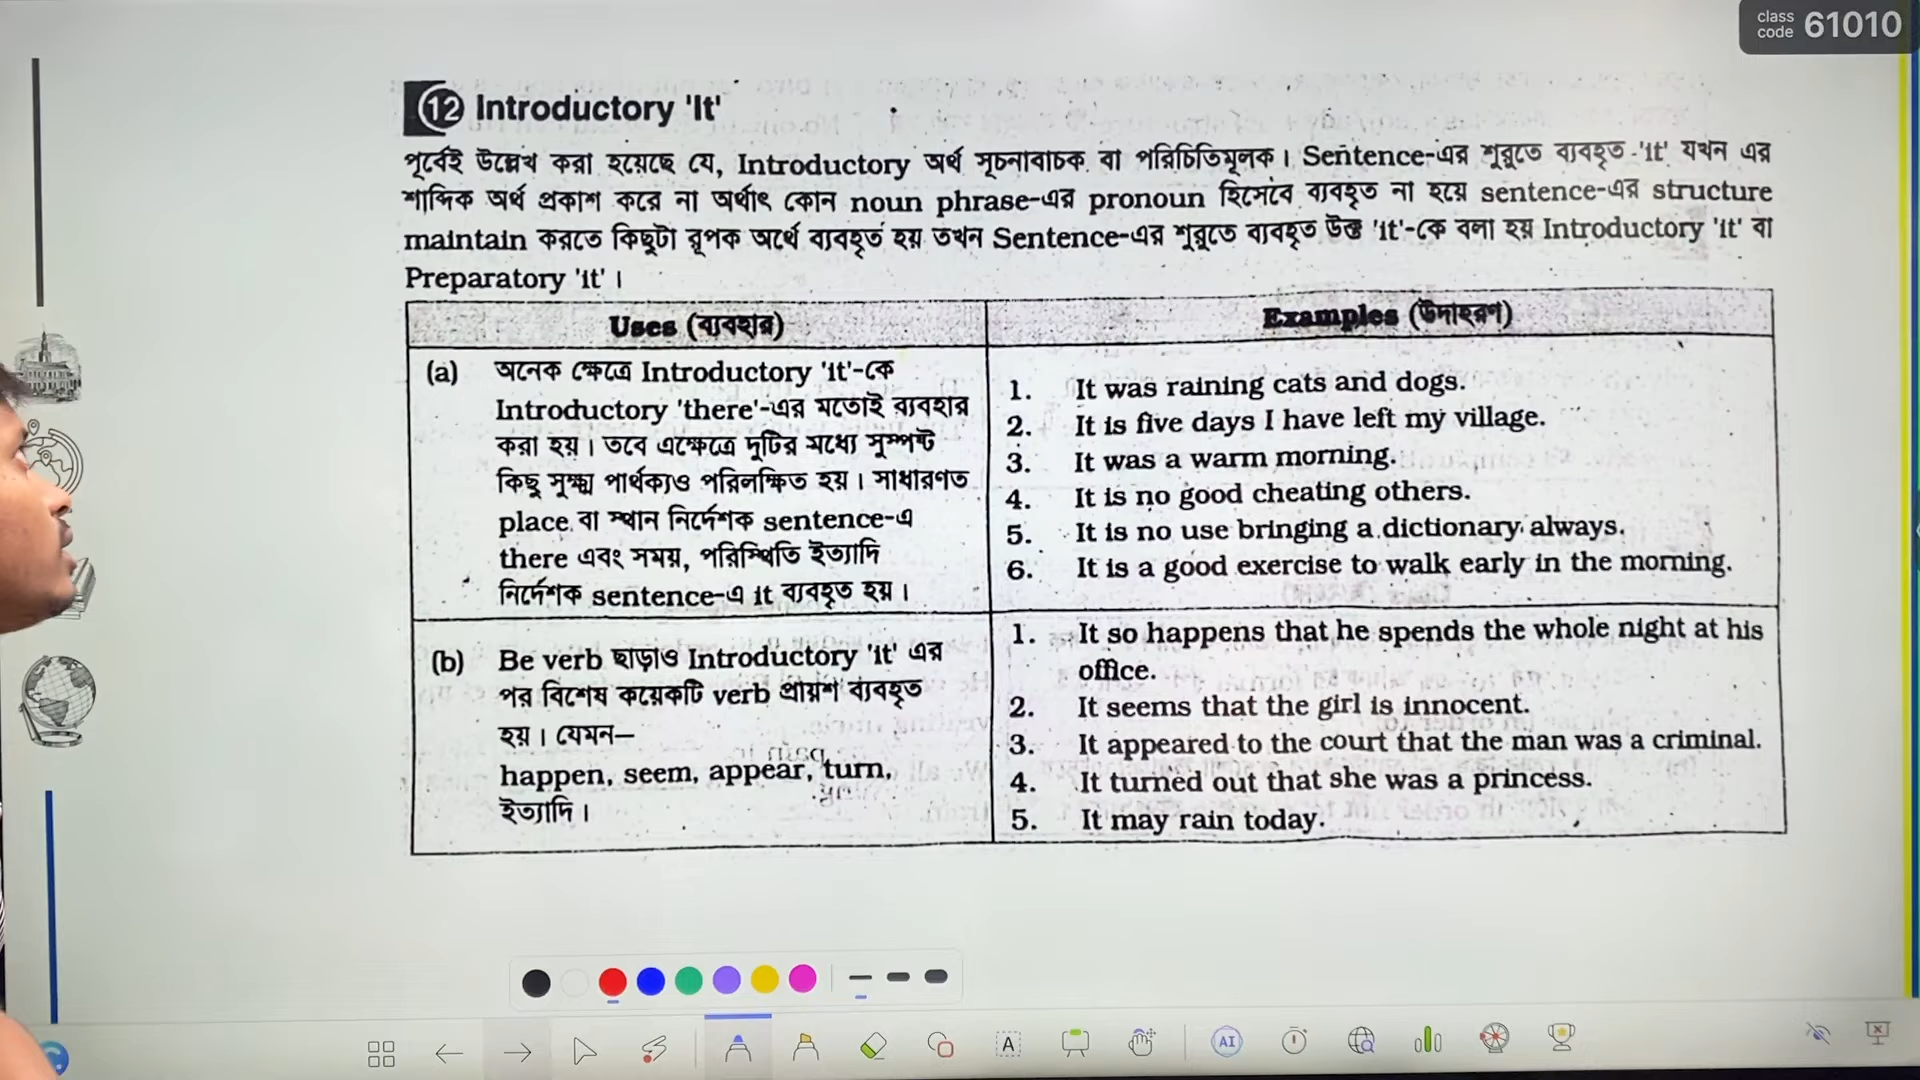 class code 61010
12 Introductory 'It'
পূর্বেই উল্লেখ করা হয়েছে যে, Introductory অর্থ সূচনাবাচক বা পরিচিতিমূলক। Sentence-এর শুরুতে ব্যবহৃত 'it' যখন এর
শাব্দিক অর্থ প্রকাশ করে না অর্থাৎ কোন noun phrase-এর pronoun হিসেবে ব্যবহৃত না হয়ে sentence-এর structure
maintain করতে কিছুটা রূপক অর্থে ব্যবহৃত হয় তখন Sentence-এর শুরুতে ব্যবহৃত উক্ত 'it'-কে বলা হয় Introductory 'it' বা
Preparatory 'it'।
Uses (ব্যবহার)
(a) অনেক ক্ষেত্রে Introductory 'it'-কে
Introductory 'there'-এর মতোই ব্যবহার
করা হয়। তবে এক্ষেত্রে দুটির মধ্যে সুস্পষ্ট
কিছু সূক্ষ্ম পার্থক্যও পরিলক্ষিত হয়। সাধারণত
place বা স্থান নির্দেশক sentence-এ
there এবং সময়, পরিস্থিতি ইত্যাদি
নির্দেশক sentence-এ it ব্যবহৃত হয়।
Examples (উদাহরণ)
1. It was raining cats and dogs.
2. It is five days I have left my village.
3. It was a warm morning.
4. It is no good cheating others.
5. It is no use bringing a dictionary always.
6. It is a good exercise to walk early in the morning.
(b) Be verb ছাড়াও Introductory 'it' এর
পর বিশেষ কয়েকটি verb প্রায়শ ব্যবহৃত
হয়। যেমন—
happen, seem, appear, turn,
ইত্যাদি।
1. It so happens that he spends the whole night at his
office.
2. It seems that the girl is innocent.
3. It appeared to the court that the man was a criminal.
4. It turned out that she was a princess.
5. It may rain today.
A
AI